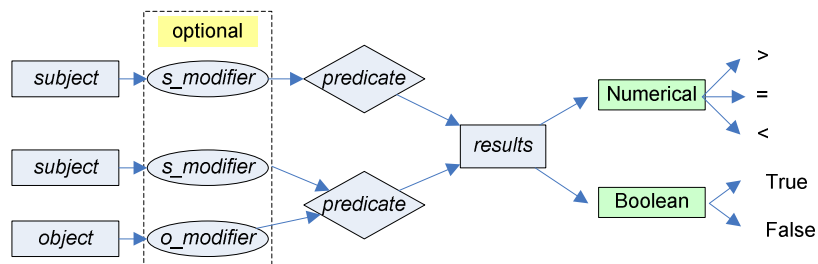 optional
subject
s_modifier
predicate
>
Numerical
=
results
<
subject
s_modifier
predicate
True
Boolean
object
o_modifier
False